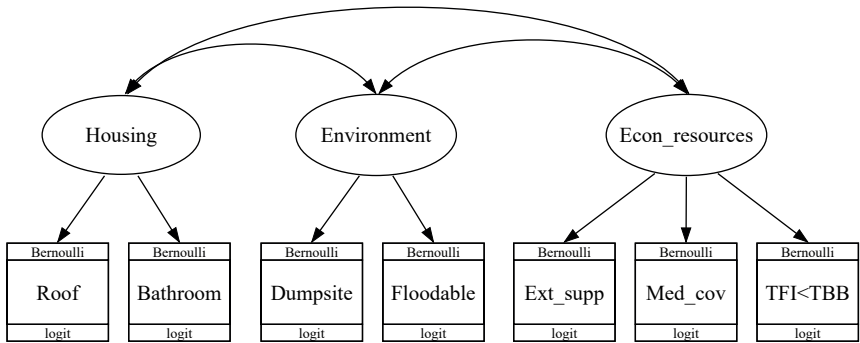 Housing
Environment
Econ_resources
Bernoulli
Roof
logit
Bernoulli
Bathroom
logit
Bernoulli
Dumpsite
logit
Bernoulli
Floodable
logit
Bernoulli
Ext_supp
logit
Bernoulli
Med_cov
logit
Bernoulli
TFI<TBB
logit